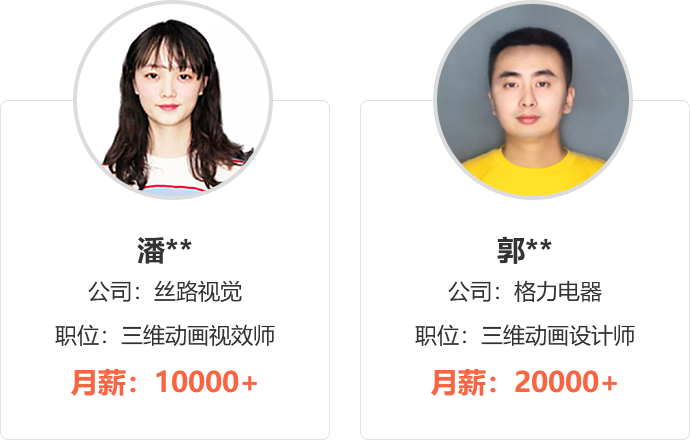 潘**
公司：丝路视觉
职位：三维动画视效师
月薪：10000+
郭**
公司：格力电器
职位：三维动画设计师
月薪：20000+